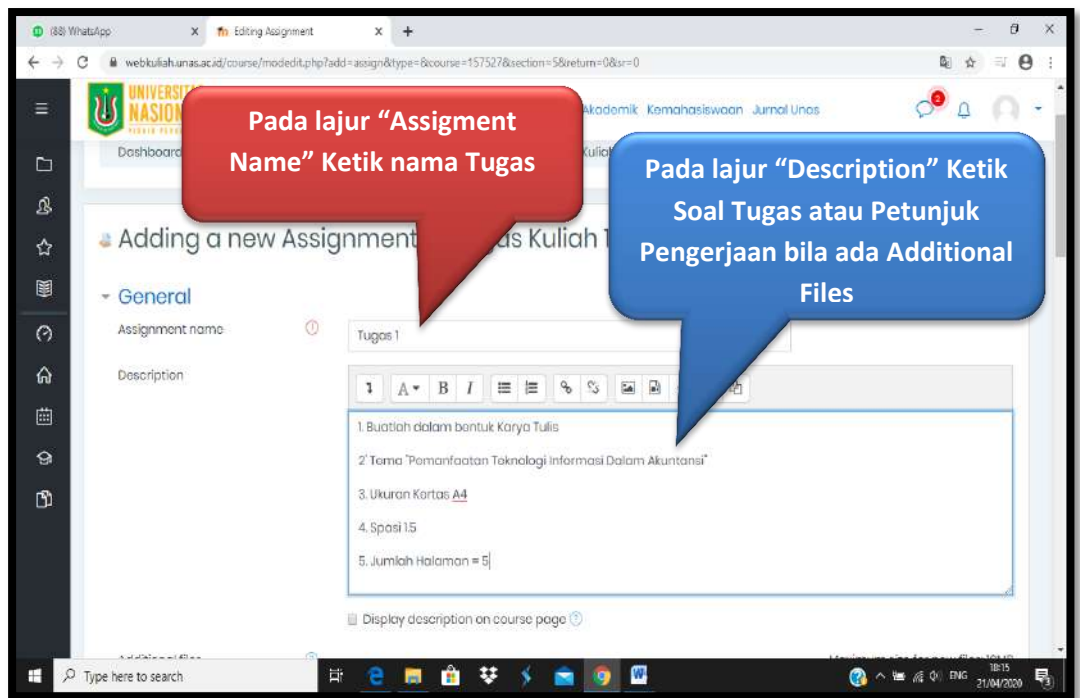 (88) WhatsApp
Editing Assignment
webkuliah.unas.ac.id/course/modedit.php?add=assign&type=&course=157527&section=5&return=0&sr=0
Akademik Kemahasiswaan Jurnal Unas
Pada lajur “Assigment
Name” Ketik nama Tugas
Pada lajur “Description” Ketik
Soal Tugas atau Petunjuk
Pengerjaan bila ada Additional
Files
Dashboard
Adding a new Assignment Kuliah 1
General
Assignment name
Tugas 1
Description
A B I
1. Buatlah dalam bentuk Karya Tulis
2' Tema "Pemanfaatan Teknologi Informasi Dalam Akuntansi"
3. Ukuran Kertas A4
4. Spasi 1.5
5. Jumlah Halaman = 5
Display description on course page
Type here to search
ENG
18:15
21/04/2020